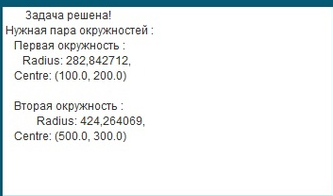 Задача решена!
Нужная пара окружностей :
Первая окружность :
Radius: 282,842712,
Centre: (100.0, 200.0)
Вторая окружность :
Radius: 424,264069,
Centre: (500.0, 300.0)